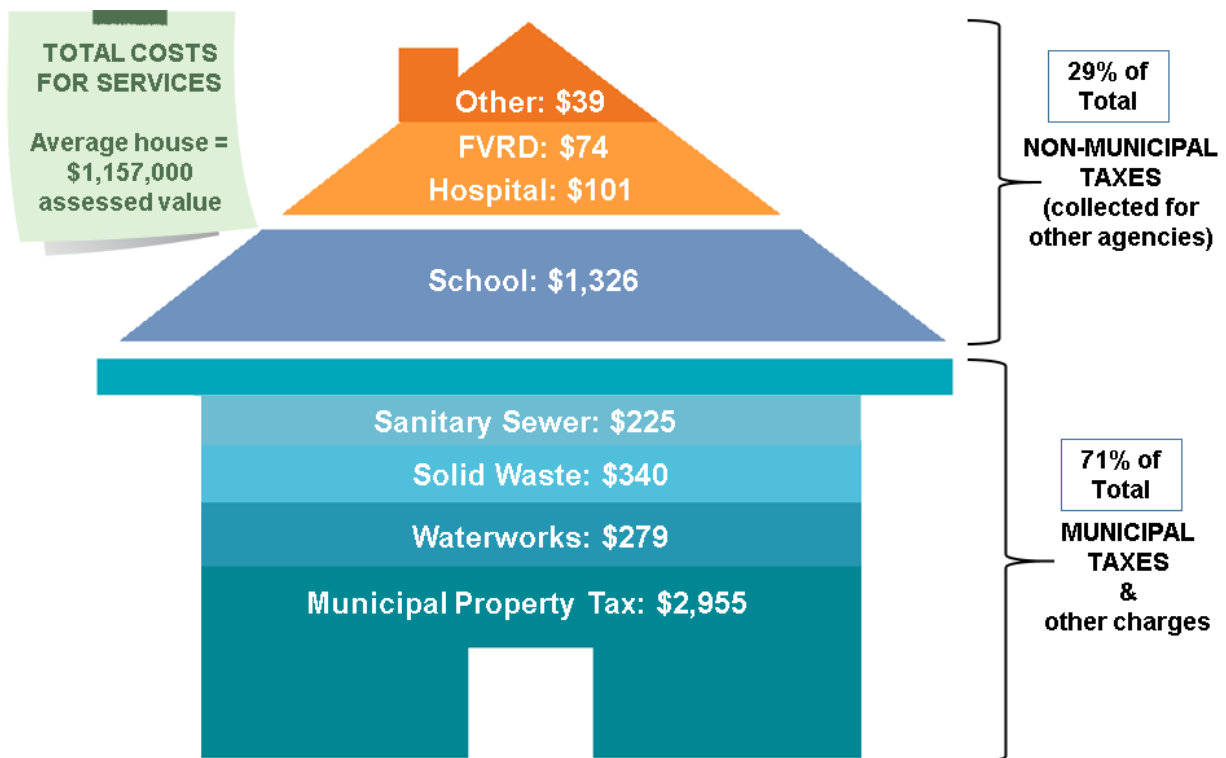 TOTAL COSTS
FOR SERVICES
Average house =
$1,157,000
assessed value
Other: $39
FVRD: $74
Hospital: $101
School: $1,326
Sanitary Sewer: $225
Solid Waste: $340
Waterworks: $279
Municipal Property Tax: $2,955
29% of
Total
NON-MUNICIPAL
TAXES
(collected for
other agencies)
71% of
Total
MUNICIPAL
TAXES
&
other charges